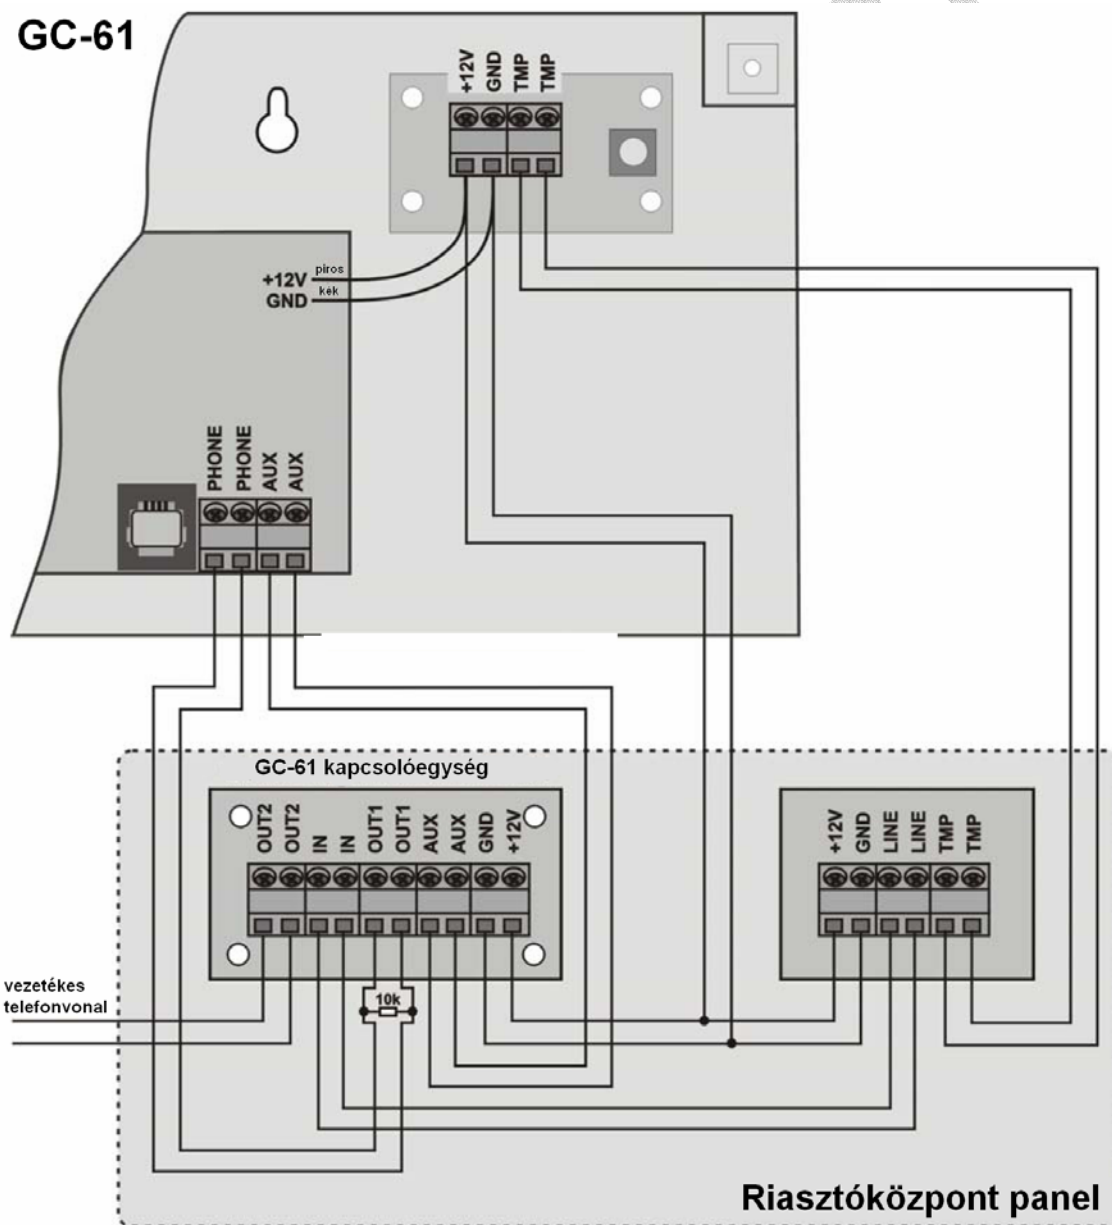 GC-61
+12V GND TMP TMP
+12V piros
GND kék
PHONE PHONE AUX AUX
GC-61 kapcsolóegység
OUT2 OUT2 IN IN OUT1 OUT1 AUX AUX GND +12V
+12V GND LINE LINE TMP TMP
vezetékes
telefonvonal
10k
Riasztóközpont panel